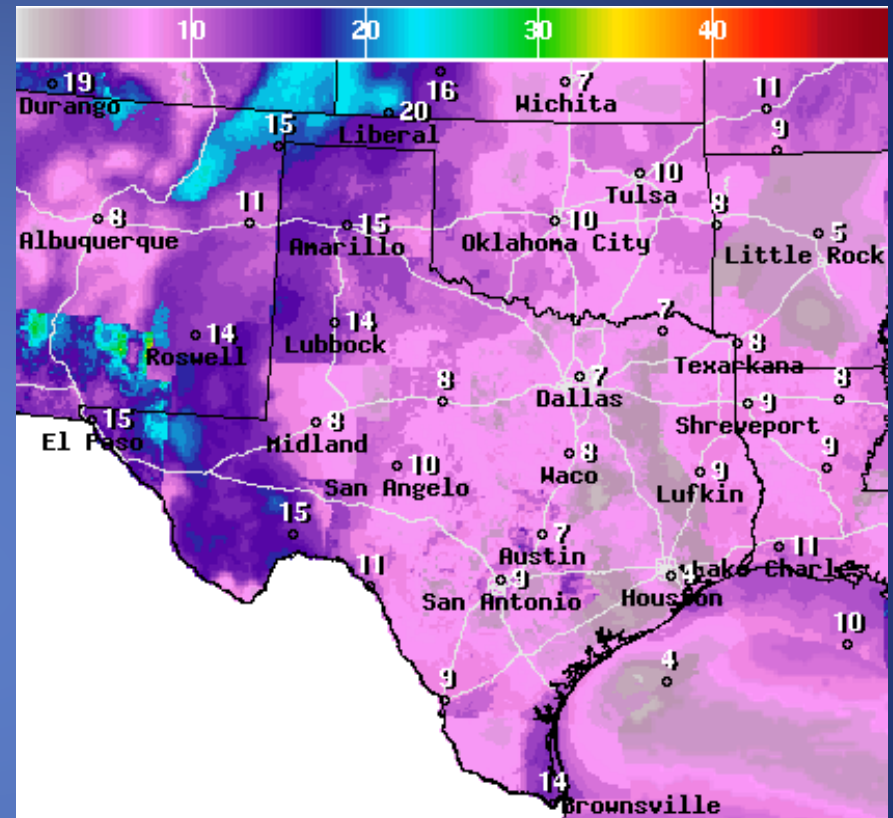 10 20 30 40
19
Durango
16
7
Wichita
11
20
Liberal
15
9
10
Tulsa
8
Albuquerque
11
15
Amarillo
10
Oklahoma City
8
5
Little Rock
14
Roswell
14
Lubbock
7
8
Texarkana
7
Dallas
8
9
Shreveport
8
15
El Paso
8
Midland
10
San Angelo
8
Waco
9
Lufkin
9
15
7
Austin
11
Lake Charles
11
9
San Antonio
Houston
10
4
9
14
Brownsville